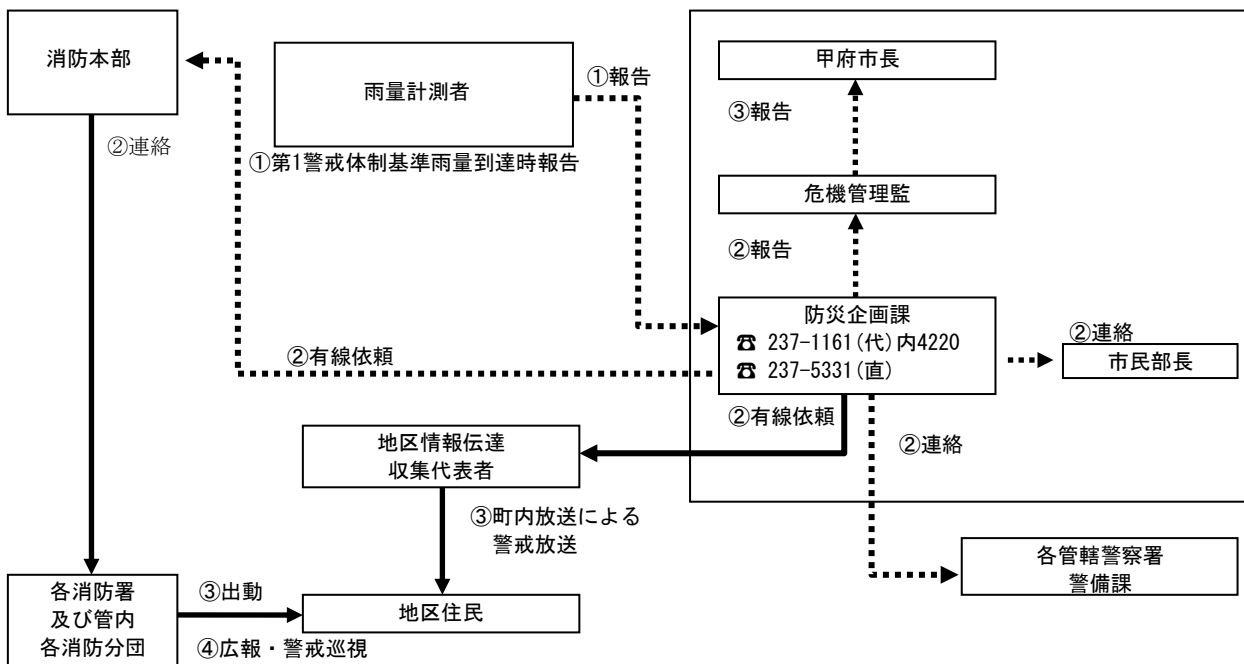 消防本部
雨量計測者
①報告
甲府市長
③報告
②連絡
①第1警戒体制基準雨量到達時報告
危機管理監
②報告
防災企画課
☎ 237-1161(代)内4220
☎ 237-5331(直)
②連絡
市民部長
②有線依頼
②有線依頼
地区情報伝達
収集代表者
②連絡
③町内放送による
警戒放送
各管轄警察署
警備課
各消防署
及び管内
各消防分団
③出動
地区住民
④広報・警戒巡視